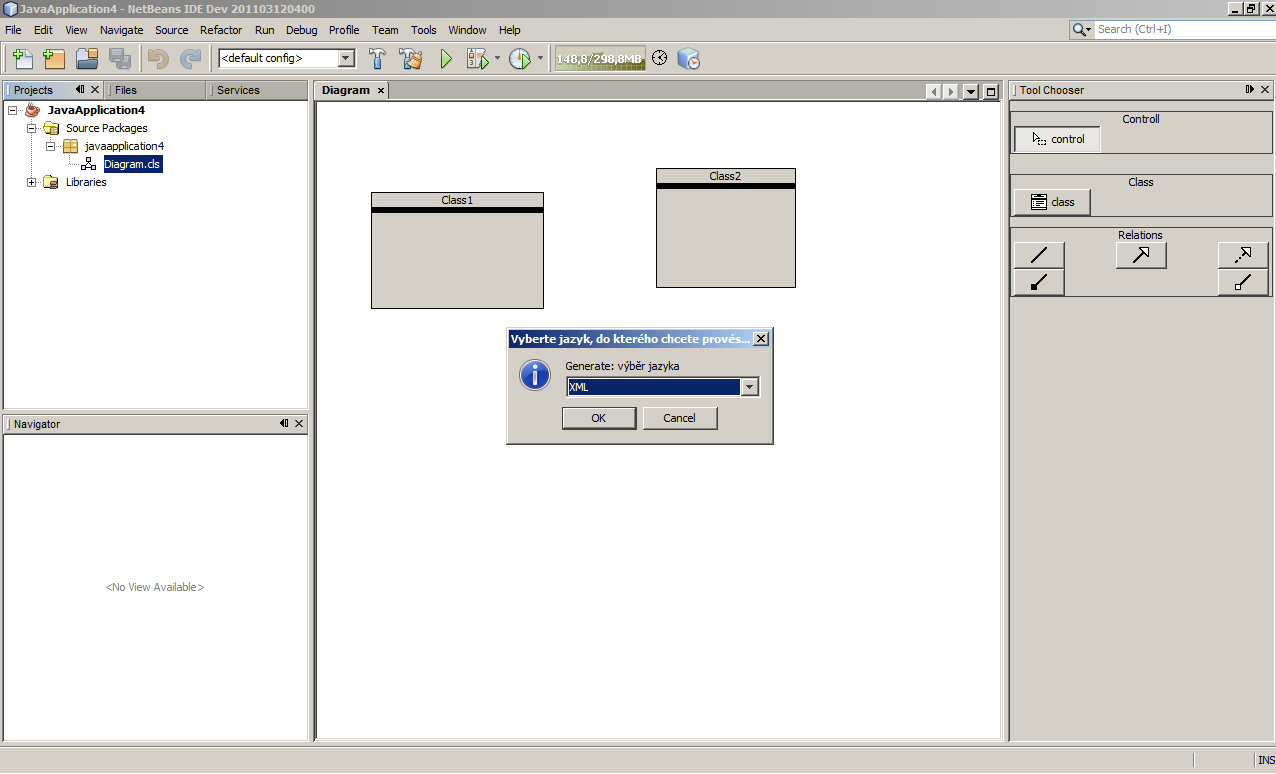 JavaApplication4 - NetBeans IDE Dev 201103120400
File Edit View Navigate Source Refactor Run Debug Profile Team Tools Window Help
Search (Ctrl+I)
<default config>
148,8/298,8MB
Projects
Files
Services
JavaApplication4
Source Packages
javaapplication4
Diagram.cls
Libraries
Navigator
<No View Available>
Diagram
Class1
Class2
Vyberte jazyk, do kterého chcete provés...
Generate: výběr jazyka
XML
OK
Cancel
Tool Chooser
Controll
control
Class
class
Relations
INS